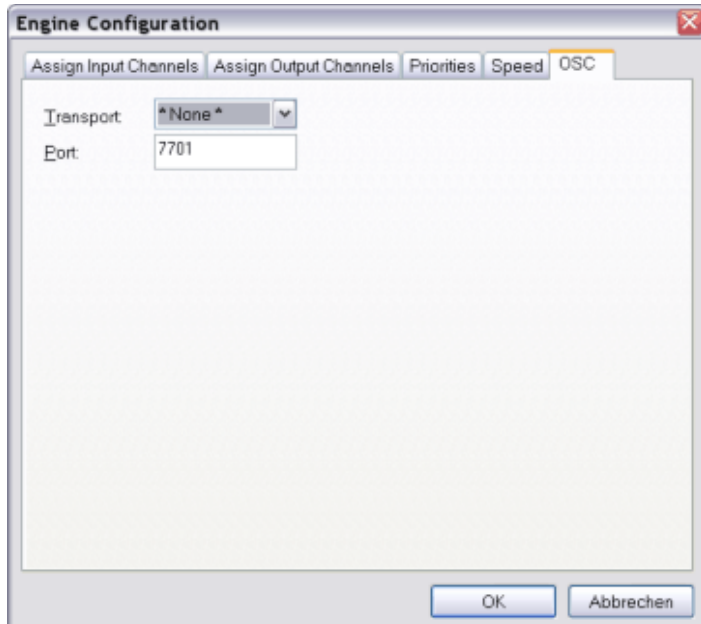 Engine Configuration
Assign Input Channels Assign Output Channels Priorities Speed OSC
Transport *None*
Port 7701
OK Abbrechen